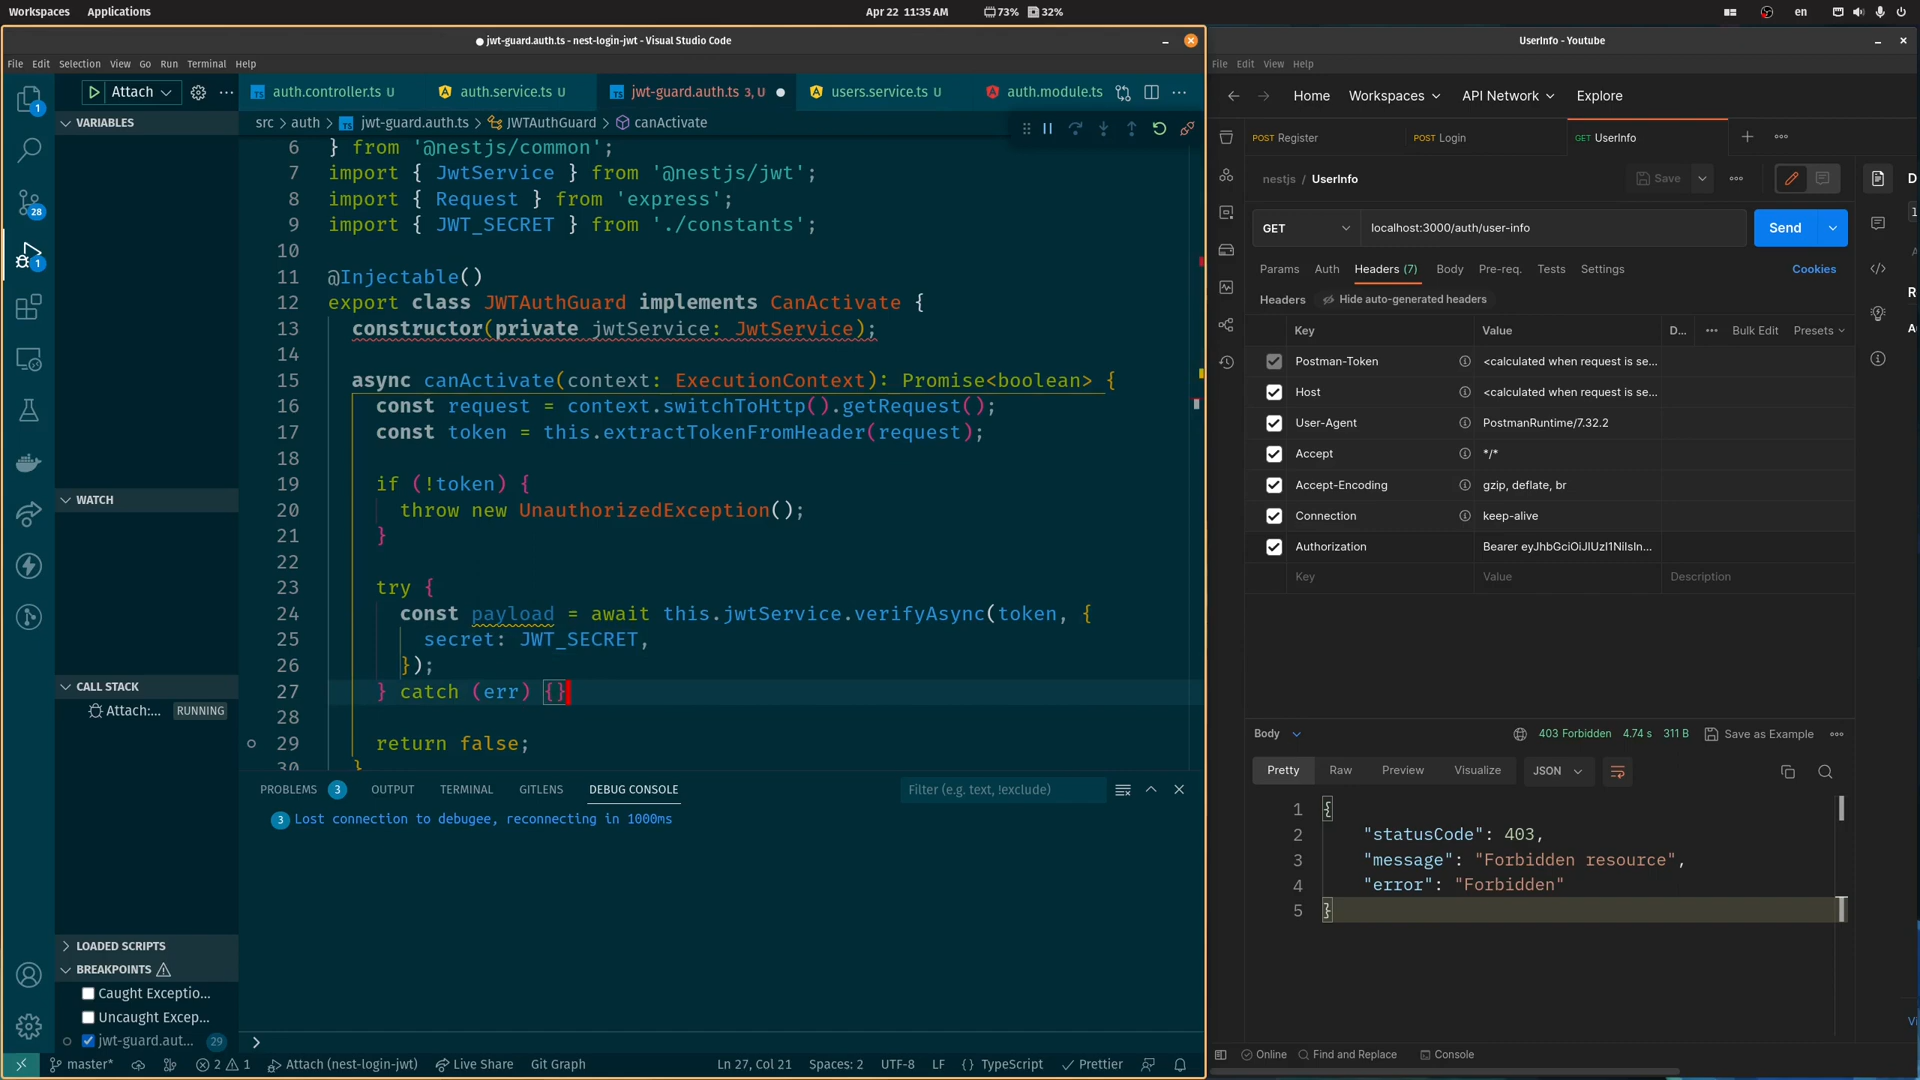 Workspaces Applications Apr 22 11:35 AM 73% 32% en
jwt-guard.auth.ts - nest-login-jwt - Visual Studio Code
File Edit Selection View Go Run Terminal Help
Attach
auth.controller.ts U auth.service.ts U jwt-guard.auth.ts 3, U users.service.ts U auth.module.ts
src › auth › jwt-guard.auth.ts › JWTAuthGuard › canActivate
VARIABLES
WATCH
CALL STACK
Attach:... RUNNING
LOADED SCRIPTS
BREAKPOINTS
Caught Exceptio...
Uncaught Excep...
jwt-guard.aut... 29
1
28
1
6 } from '@nestjs/common';
7 import { JwtService } from '@nestjs/jwt';
8 import { Request } from 'express';
9 import { JWT_SECRET } from './constants';
10
11 @Injectable()
12 export class JWTAuthGuard implements CanActivate {
13 constructor(private jwtService: JwtService);
14
15 async canActivate(context: ExecutionContext): Promise<boolean> {
16 const request = context.switchToHttp().getRequest();
17 const token = this.extractTokenFromHeader(request);
18
19 if (!token) {
20 throw new UnauthorizedException();
21 }
22
23 try {
24 const payload = await this.jwtService.verifyAsync(token, {
25 secret: JWT_SECRET,
26 });
27 } catch (err) {}
28
29 return false;
30 }
PROBLEMS 3 OUTPUT TERMINAL GITLENS DEBUG CONSOLE Filter (e.g. text, !exclude)
3 Lost connection to debugee, reconnecting in 1000ms
master* 2 1 Attach (nest-login-jwt) Live Share Git Graph Ln 27, Col 21 Spaces: 2 UTF-8 LF {} TypeScript Prettier
UserInfo - Youtube
File Edit View Help
Home Workspaces API Network Explore
POST Register POST Login GET UserInfo
nestjs / UserInfo Save
GET localhost:3000/auth/user-info Send
Params Auth Headers (7) Body Pre-req. Tests Settings Cookies
Headers Hide auto-generated headers
Key Value D... Bulk Edit Presets
Postman-Token <calculated when request is se...
Host <calculated when request is se...
User-Agent PostmanRuntime/7.32.2
Accept */*
Accept-Encoding gzip, deflate, br
Connection keep-alive
Authorization Bearer eyJhbGciOiJIUzI1NiIsIn...
Key Value Description
Body 403 Forbidden 4.74 s 311 B Save as Example
Pretty Raw Preview Visualize JSON
1 {
2 "statusCode": 403,
3 "message": "Forbidden resource",
4 "error": "Forbidden"
5 }
Online Find and Replace Console